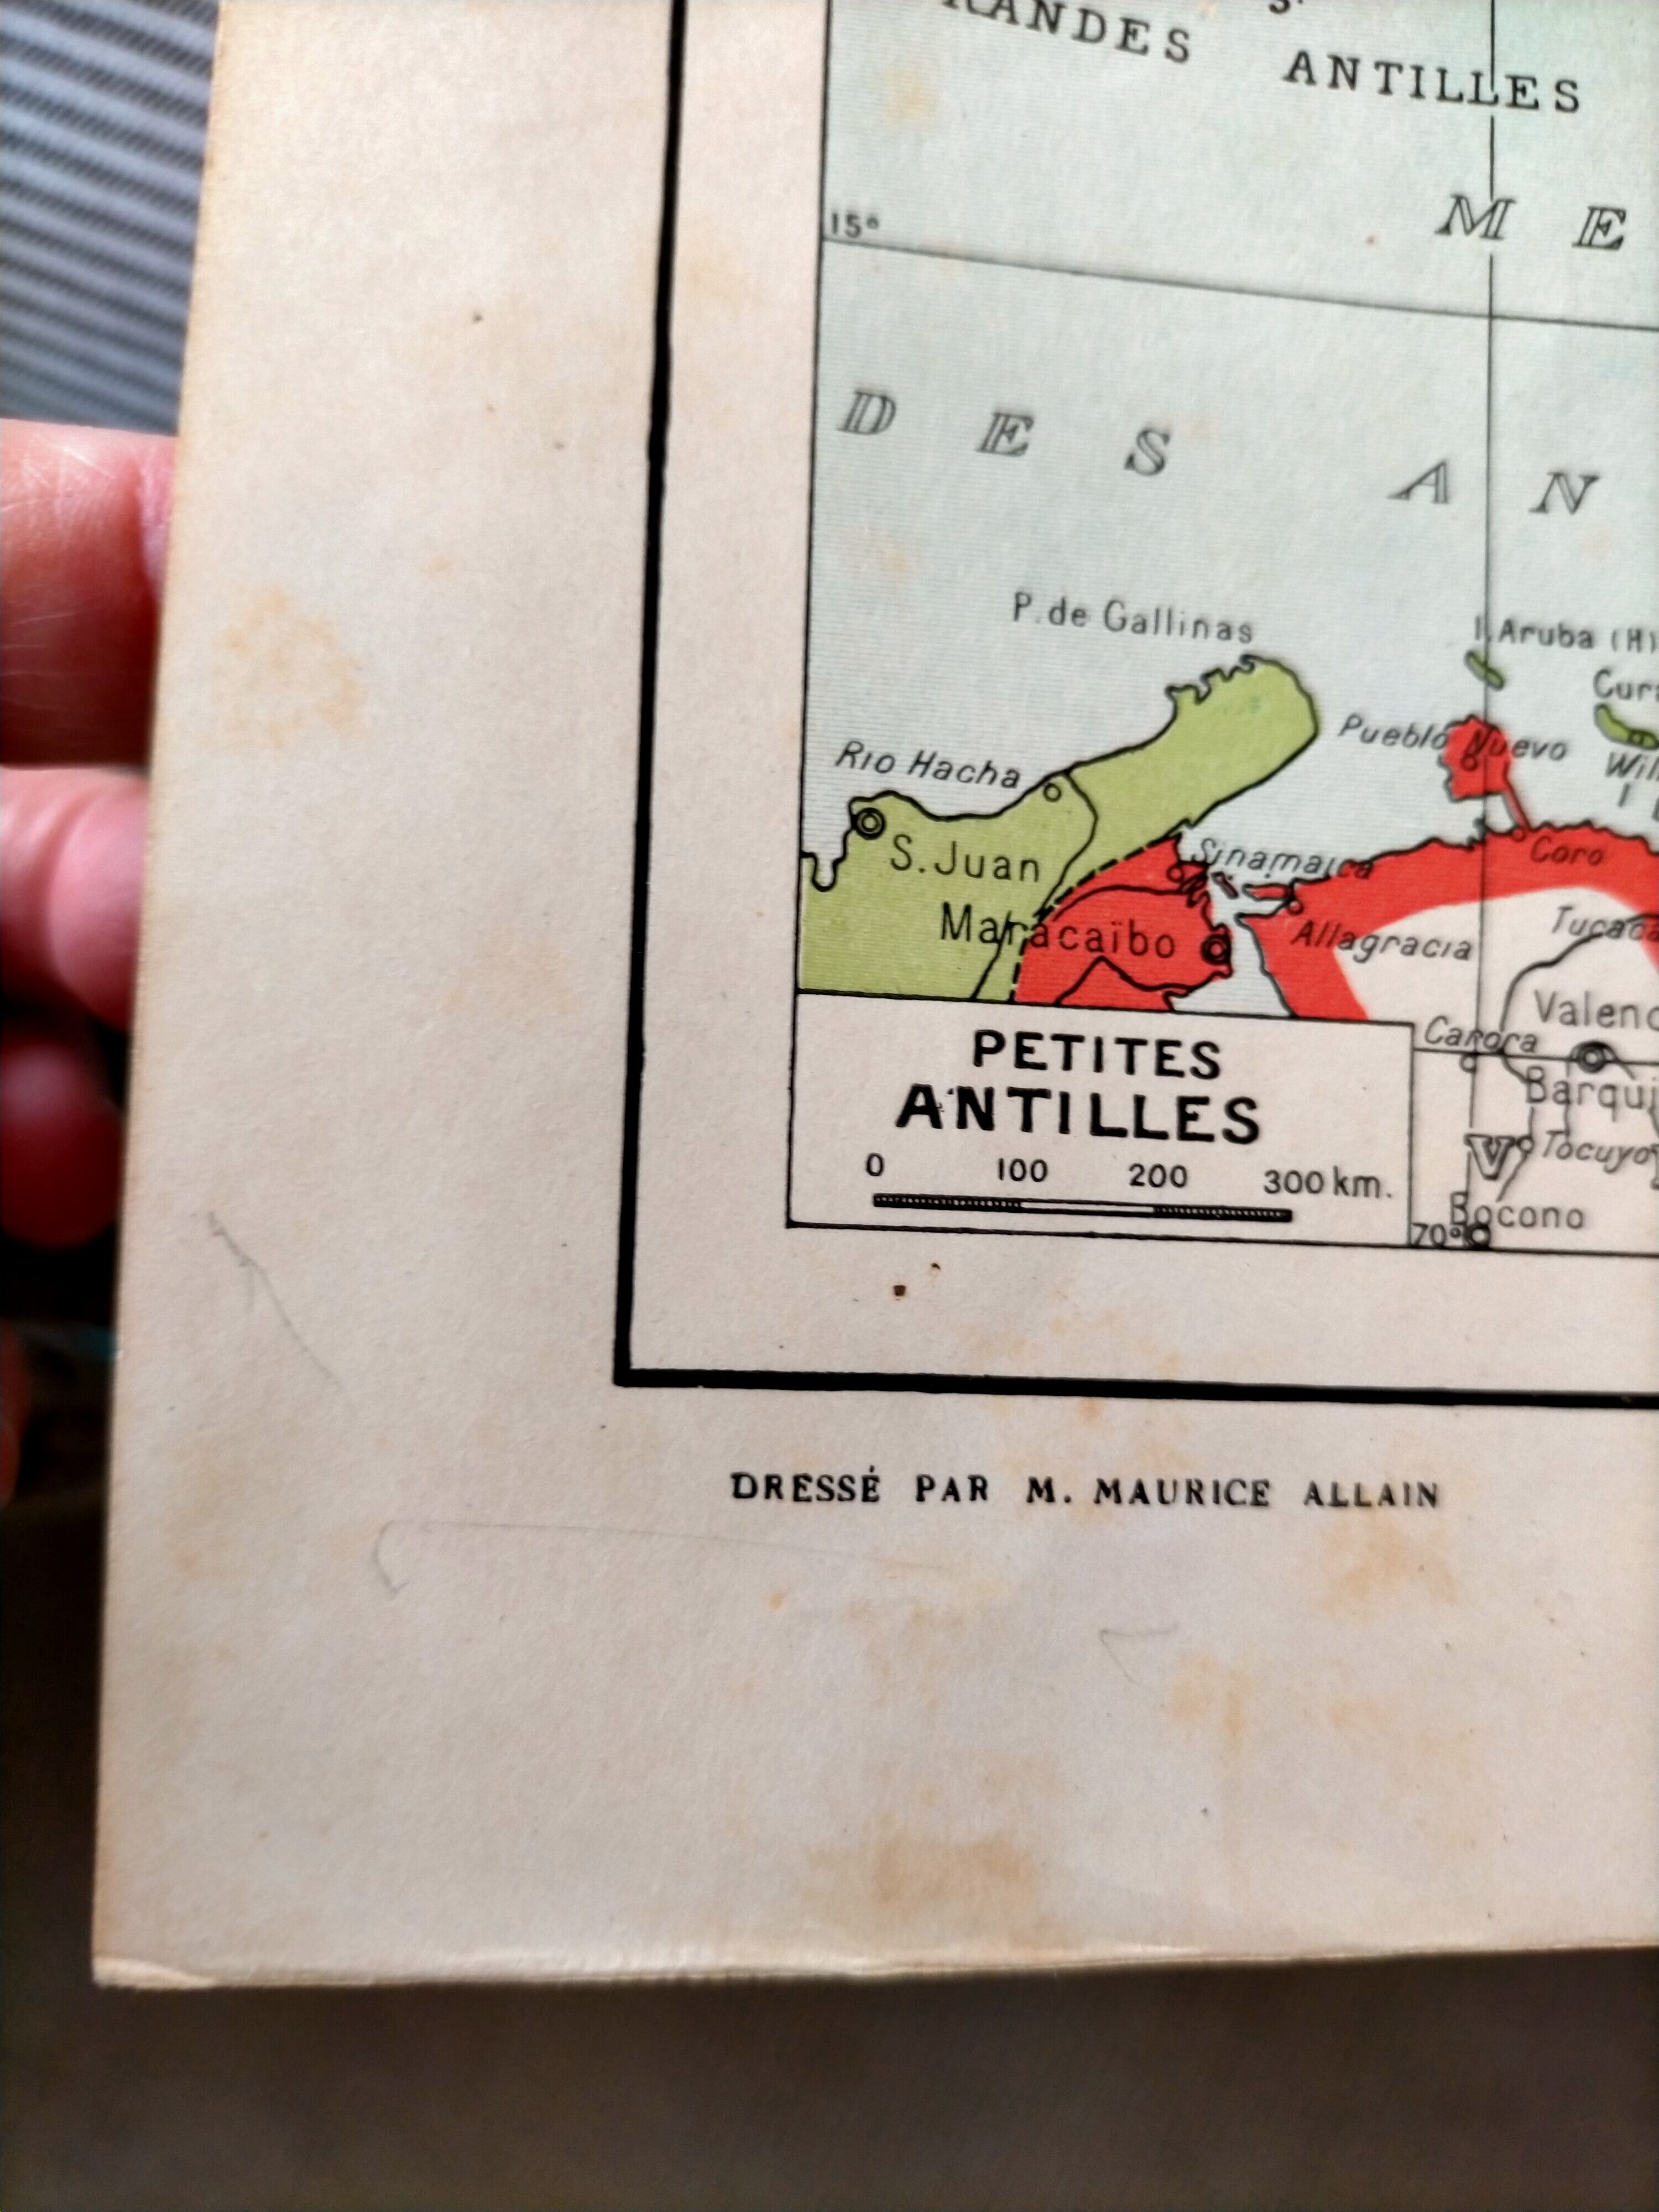 ANDES ANTILLES
M E
15°
D E S A N
P. de Gallinas
I. Aruba (H)
Pueblo Nuevo
Rio Hacha
S. Juan
Sinamaica
Coro
Maracaïbo
Allagracia
PETITES
ANTILLES
0 100 200 300 km.
Carora
V
Tocuyo
Bocono
70°
DRESSÉ PAR M. MAURICE ALLAIN